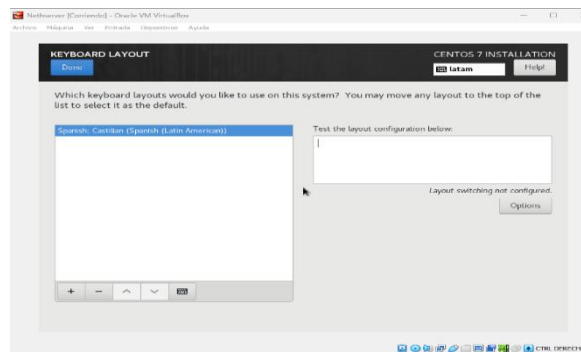 Nethserver [Corriendo] - Oracle VM VirtualBox
Archivo Máquina Ver Entrada Dispositivos Ayuda
KEYBOARD LAYOUT
CENTOS 7 INSTALLATION
Done
latam
Help!
Which keyboard layouts would you like to use on this system? You may move any layout to the top of the
list to select it as the default.
Spanish; Castilian (Spanish (Latin American))
Test the layout configuration below:
Layout switching not configured.
Options
CTRL DERECH